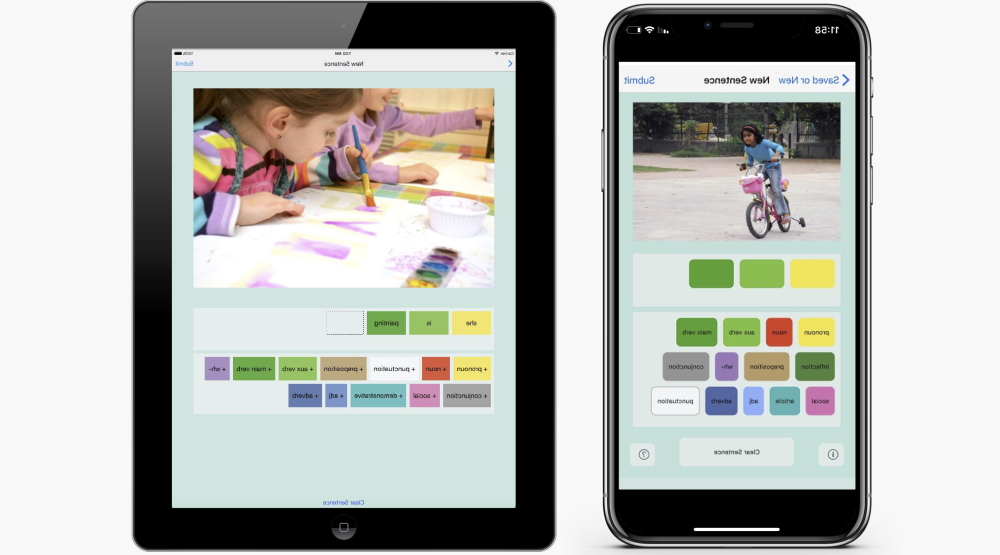 Carrier 100%
New Sentence Submit
she is painting
+ pronoun + noun + punctuation + preposition + aux verb + main verb + wh-
+ conjunction + social + demonstrative + adj + adverb
Clear Sentence
11:58
Saved or New New Sentence Submit
pronoun noun aux verb main verb
inflection preposition wh- conjunction
social article adj adverb punctuation
i Clear Sentence ?